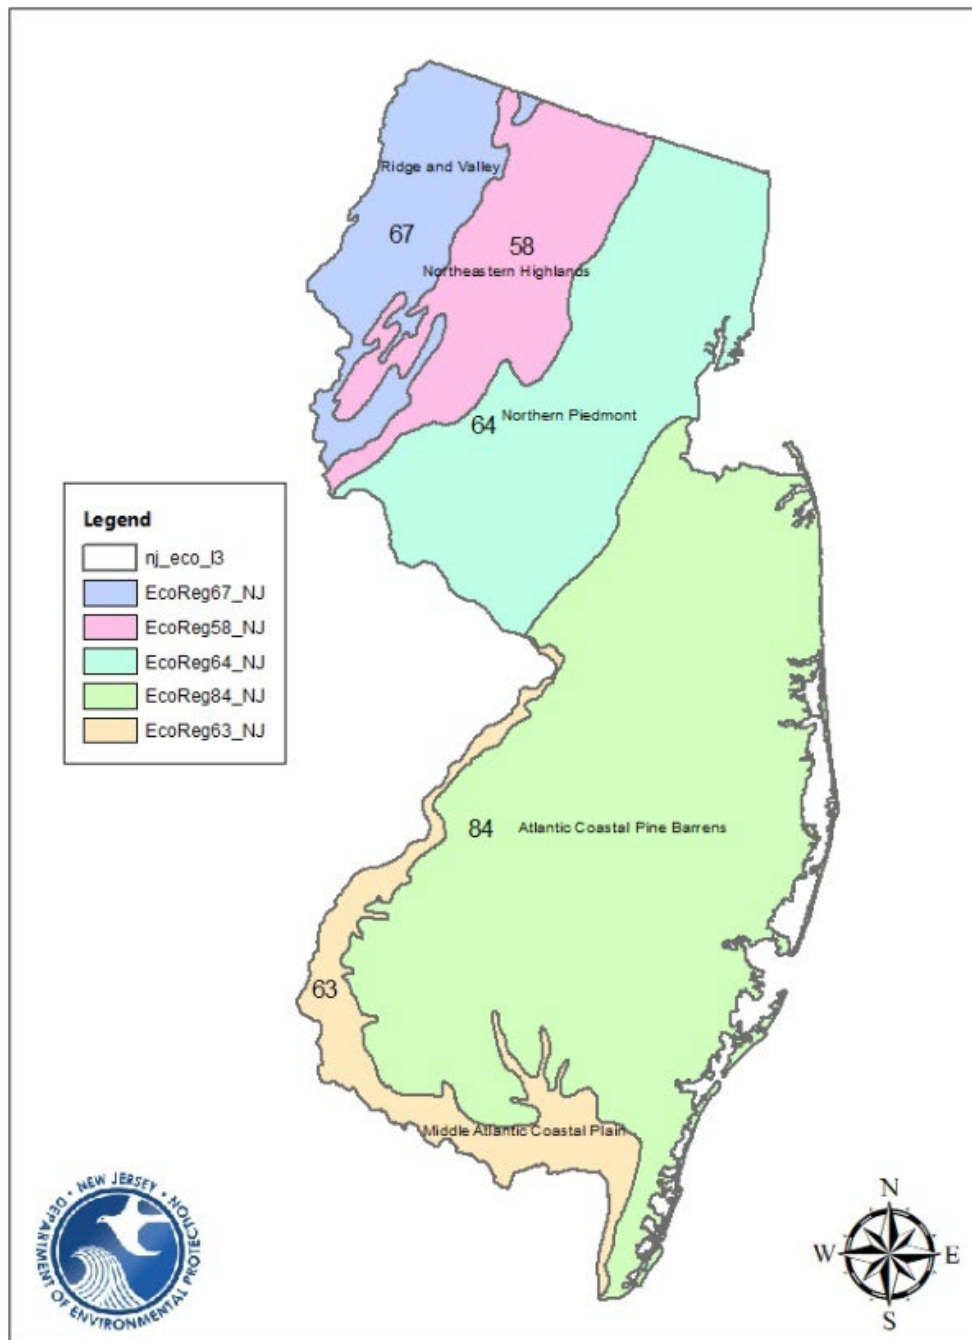 Ridge and Valley
67
58
Northeastern Highlands
64 Northern Piedmont
Legend
nj_eco_l3
EcoReg67_NJ
EcoReg58_NJ
EcoReg64_NJ
EcoReg84_NJ
EcoReg63_NJ
84 Atlantic Coastal Pine Barrens
63
Middle Atlantic Coastal Plain
NEW JERSEY
DEPARTMENT OF ENVIRONMENTAL PROTECTION
N
W E
S